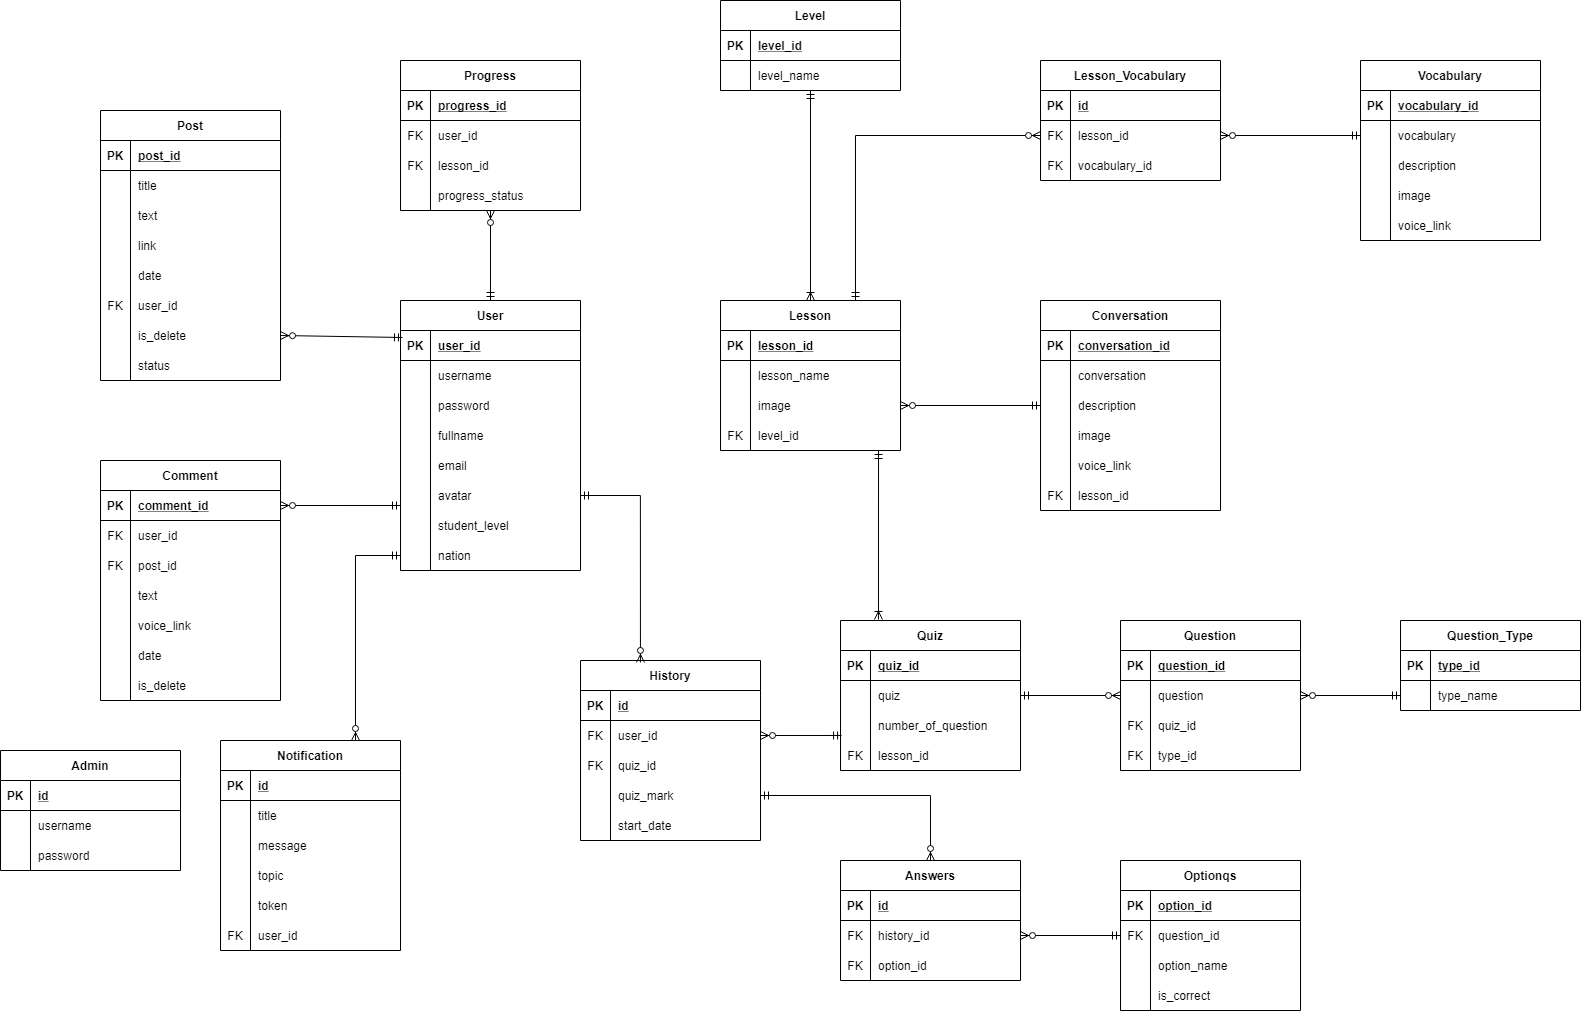 Level
PK level_id
level_name
Progress
PK progress_id
FK user_id
FK lesson_id
progress_status
Lesson_Vocabulary
PK id
FK lesson_id
FK vocabulary_id
Vocabulary
PK vocabulary_id
vocabulary
description
image
voice_link
Post
PK post_id
title
text
link
date
FK user_id
is_delete
status
User
PK user_id
username
password
fullname
email
avatar
student_level
nation
Lesson
PK lesson_id
lesson_name
image
FK level_id
Conversation
PK conversation_id
conversation
description
image
voice_link
FK lesson_id
Comment
PK comment_id
FK user_id
FK post_id
text
voice_link
date
is_delete
History
PK id
FK user_id
FK quiz_id
quiz_mark
start_date
Quiz
PK quiz_id
quiz
number_of_question
FK lesson_id
Question
PK question_id
question
FK quiz_id
FK type_id
Question_Type
PK type_id
type_name
Admin
PK id
username
password
Notification
PK id
title
message
topic
token
FK user_id
Answers
PK id
FK history_id
FK option_id
Optionqs
PK option_id
FK question_id
option_name
is_correct